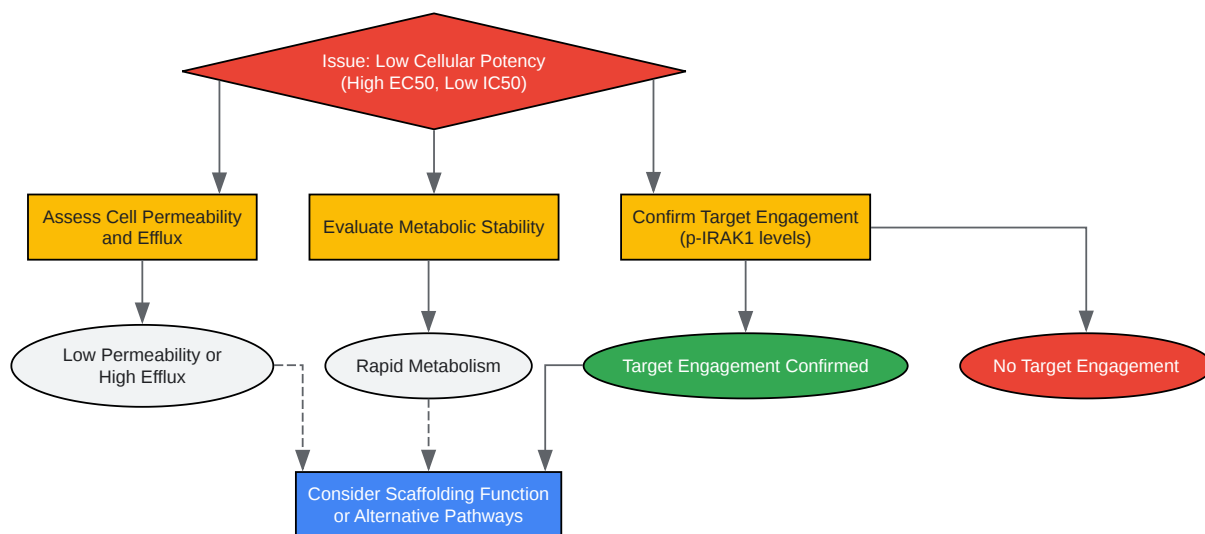 Issue: Low Cellular Potency
(High EC50, Low IC50)
Assess Cell Permeability
and Efflux
Evaluate Metabolic Stability
Confirm Target Engagement
(p-IRAK1 levels)
Low Permeability or
High Efflux
Rapid Metabolism
Target Engagement Confirmed
No Target Engagement
Consider Scaffolding Function
or Alternative Pathways